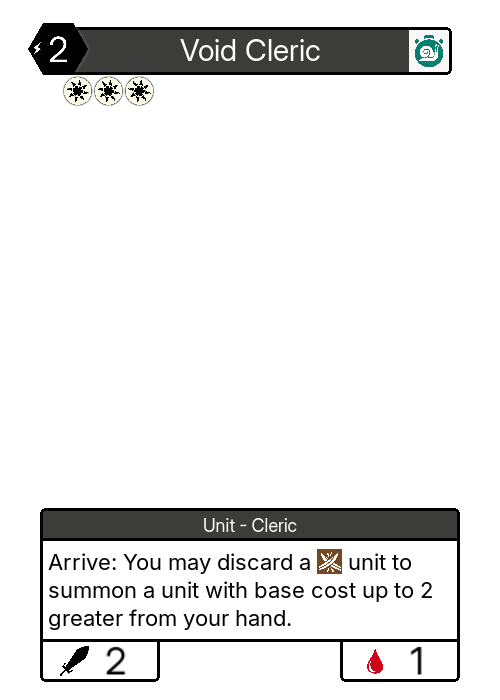 2 Void Cleric
Unit - Cleric
Arrive: You may discard a unit to
summon a unit with base cost up to 2
greater from your hand.
2 1